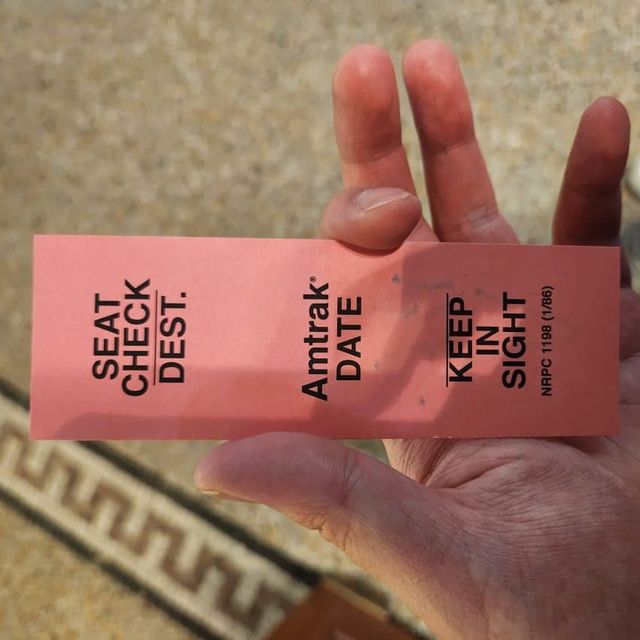 SEAT
CHECK
DEST.
Amtrak®
DATE
KEEP
IN
SIGHT
NRPC 1198 (1/86)